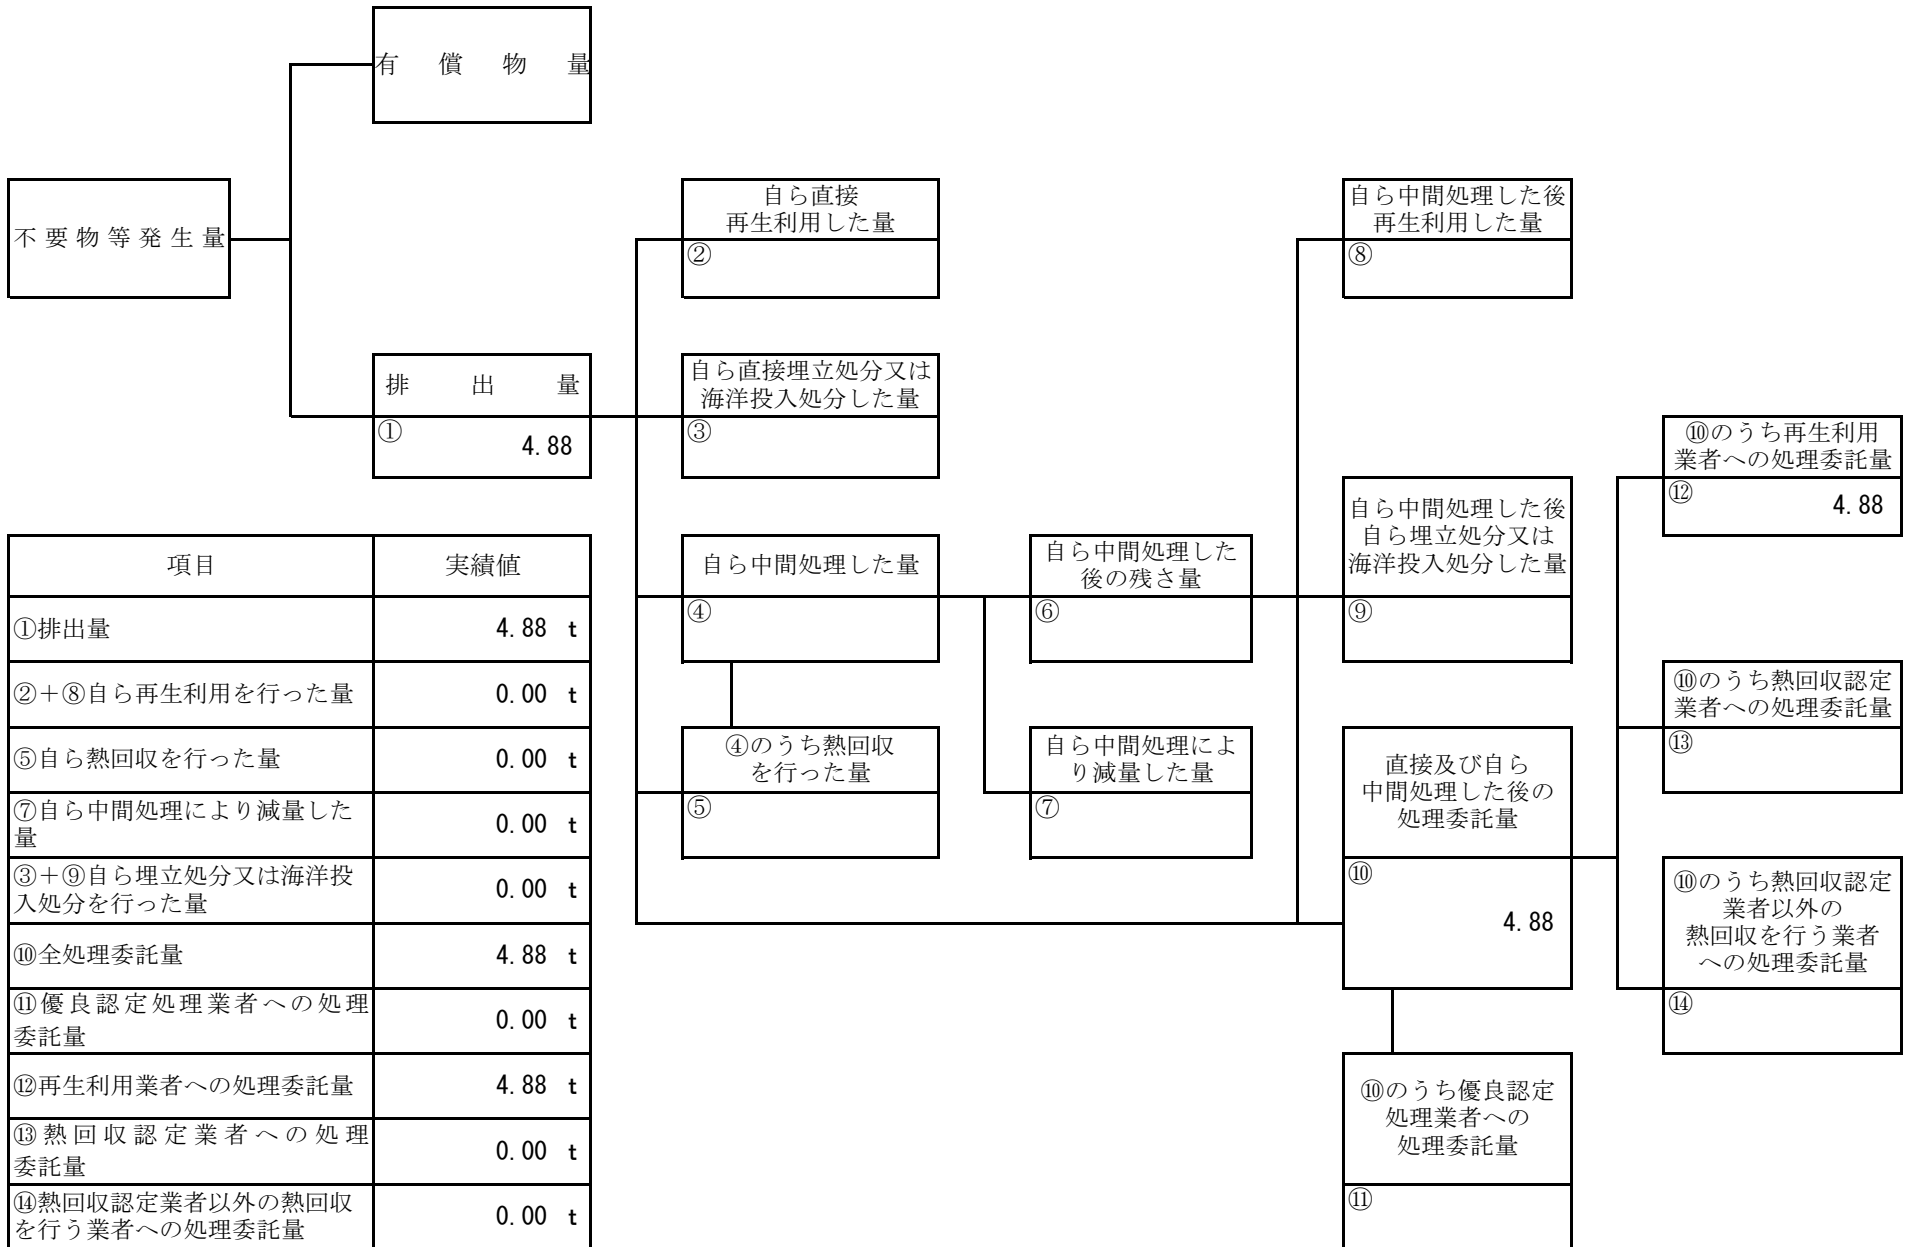 有償物量
不要物等発生量
排出量
①
4.88
自ら直接
再生利用した量
②
自ら直接埋立処分又は
海洋投入処分した量
③
自ら中間処理した量
④
④のうち熱回収
を行った量
⑤
自ら中間処理した
後の残さ量
⑥
自ら中間処理によ
り減量した量
⑦
自ら中間処理した後
再生利用した量
⑧
自ら中間処理した後
自ら埋立処分又は
海洋投入処分した量
⑨
直接及び自ら
中間処理した後の
処理委託量
⑩
4.88
⑩のうち優良認定
処理業者への
処理委託量
⑪
⑩のうち再生利用
業者への処理委託量
⑫
4.88
⑩のうち熱回収認定
業者への処理委託量
⑬
⑩のうち熱回収認定
業者以外の
熱回収を行う業者
への処理委託量
⑭
項目 実績値
①排出量 4.88 t
②＋⑧自ら再生利用を行った量 0.00 t
⑤自ら熱回収を行った量 0.00 t
⑦自ら中間処理により減量した
量 0.00 t
③＋⑨自ら埋立処分又は海洋投
入処分を行った量 0.00 t
⑩全処理委託量 4.88 t
⑪優良認定処理業者への処理
委託量 0.00 t
⑫再生利用業者への処理委託量 4.88 t
⑬熱回収認定業者への処理
委託量 0.00 t
⑭熱回収認定業者以外の熱回収
を行う業者への処理委託量 0.00 t